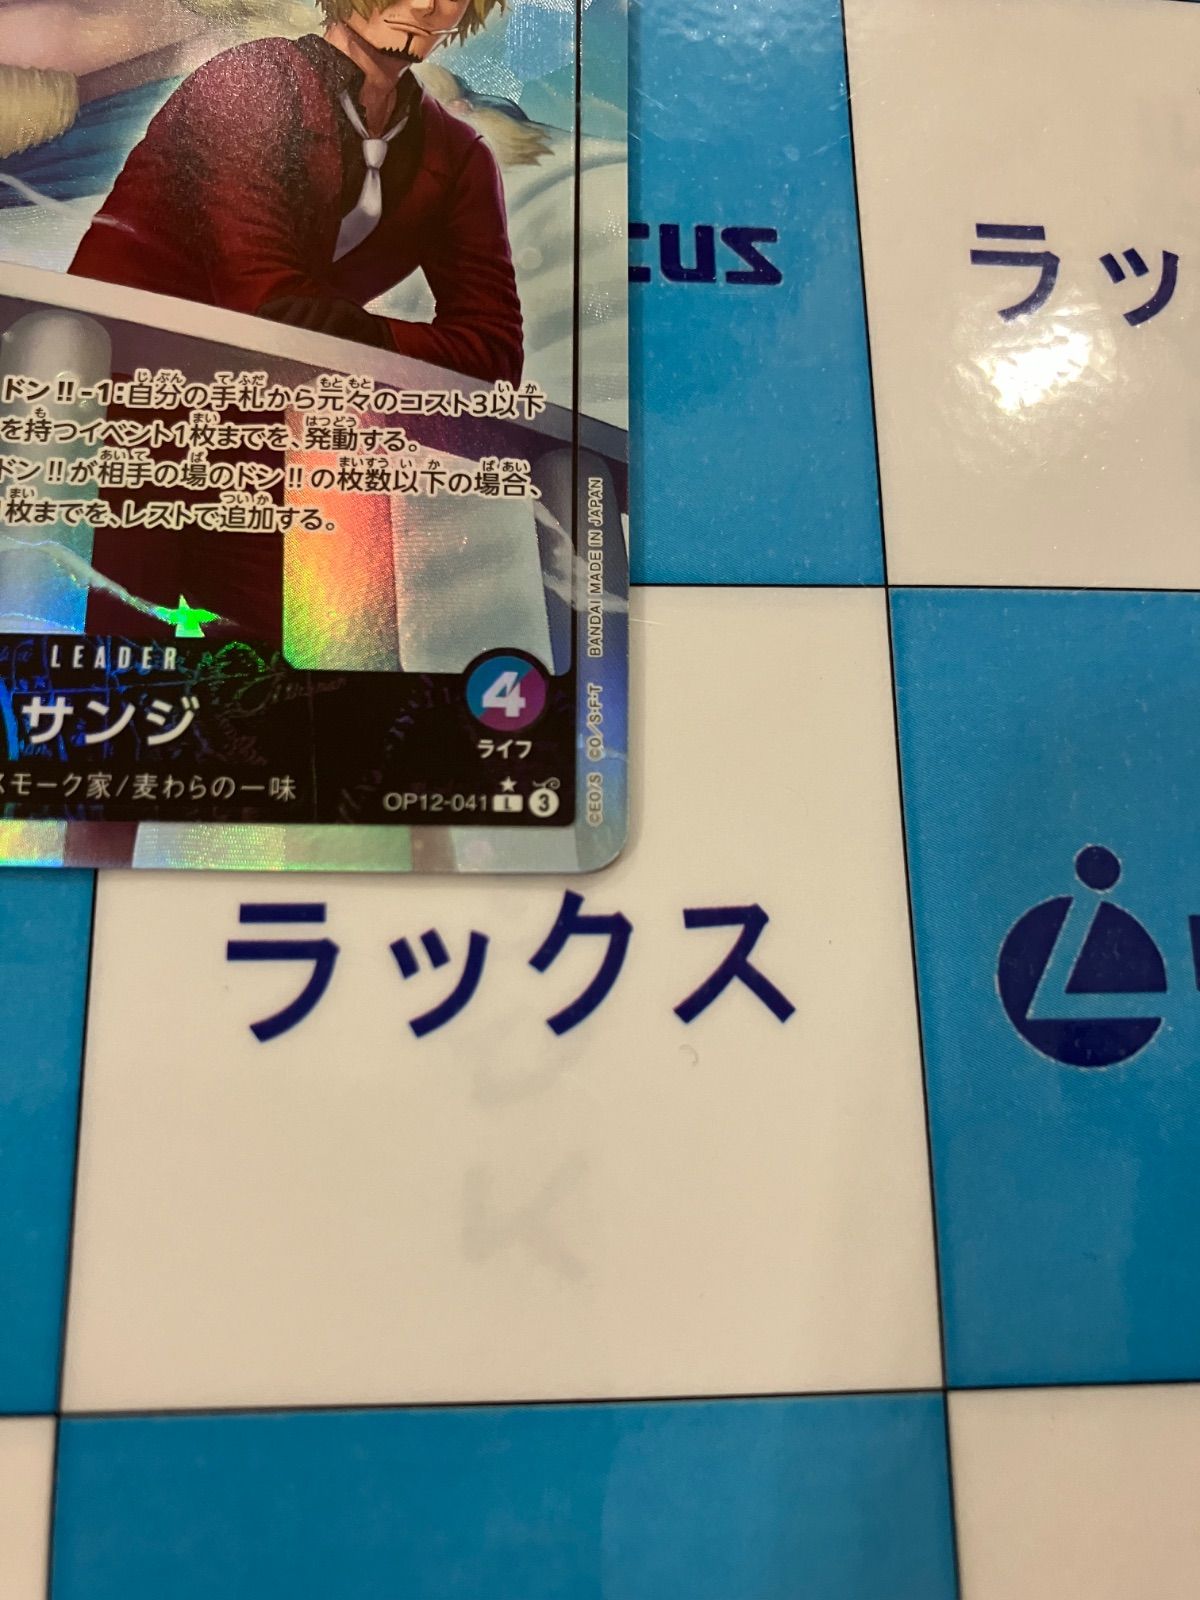 ドン!!-1:自分の手札から元々のコスト3以下
を持つイベント1枚までを、発動する。
ドン!!が相手の場のドン!!の枚数以下の場合、
枚までを、レストで追加する。
LEADER
サンジ
4
ライフ
スモーク家/麦わらの一味
OP12-041 L 3
©EO/S ©O/S・F・T BANDAI MADE IN JAPAN
ラッ
ラックス